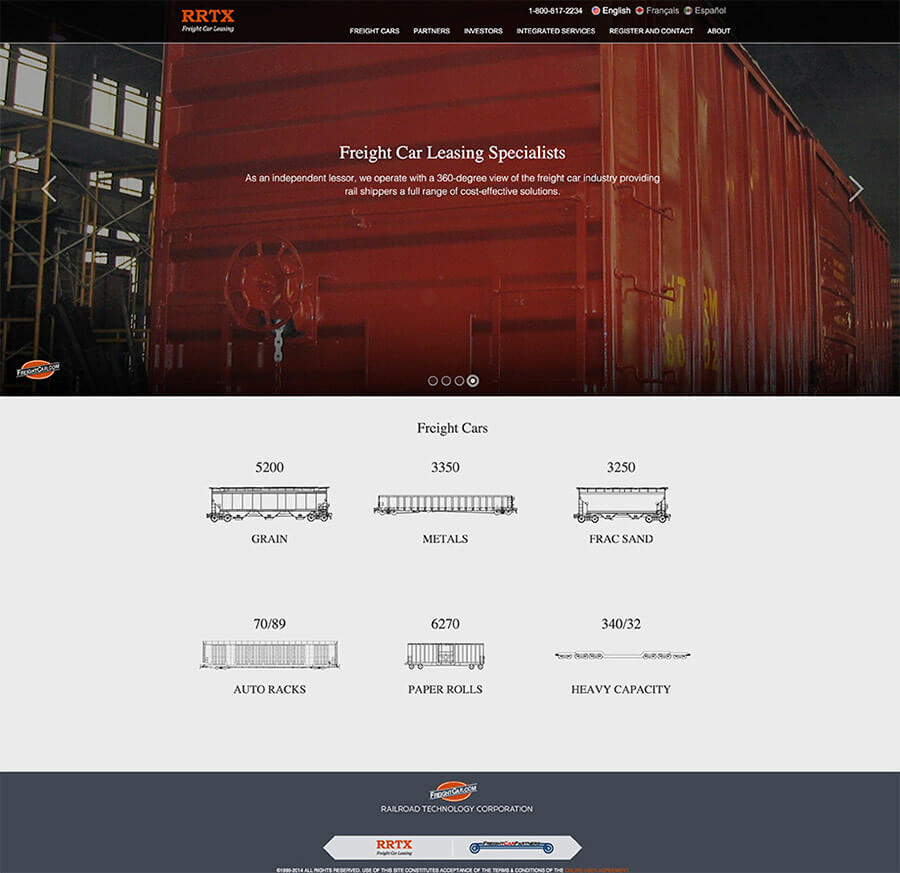 RRTX
Freight Car Leasing
1-800-617-2234 English Français Español
FREIGHT CARS PARTNERS INVESTORS INTEGRATED SERVICES REGISTER AND CONTACT ABOUT
Freight Car Leasing Specialists
As an independent lessor, we operate with a 360-degree view of the freight car industry providing
rail shippers a full range of cost-effective solutions.
FREIGHTCAR.COM
Freight Cars
5200 3350 3250
GRAIN METALS FRAC SAND
70/89 6270 340/32
AUTO RACKS PAPER ROLLS HEAVY CAPACITY
FREIGHTCAR.COM
RAILROAD TECHNOLOGY CORPORATION
RRTX
Freight Car Leasing
FREIGHTCARPARTNERS
©1999-2014 ALL RIGHTS RESERVED. USE OF THIS SITE CONSTITUTES ACCEPTANCE OF THE TERMS & CONDITIONS OF THE